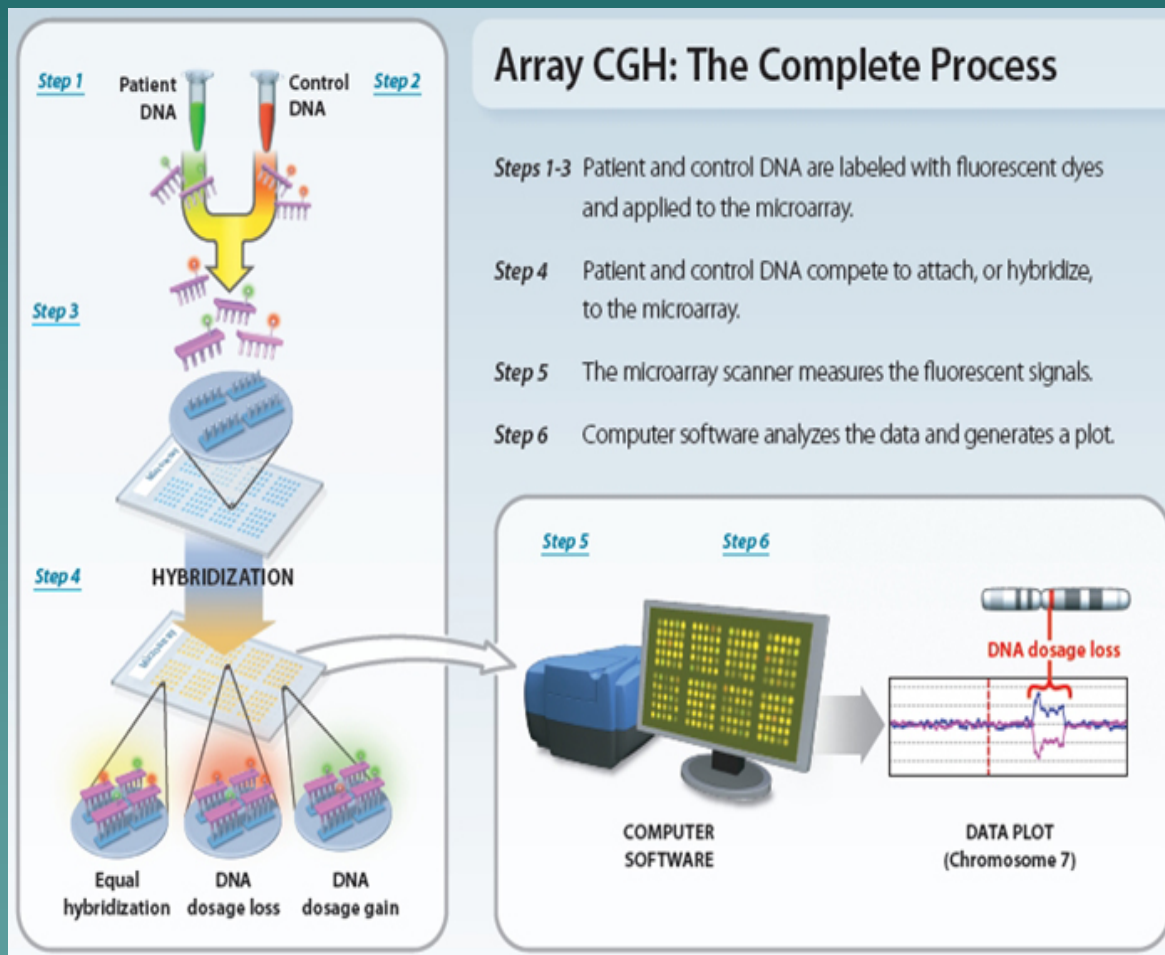 Array CGH: The Complete Process
Step 1
Patient
DNA
Control
DNA
Step 2
Step 3
Step 4
HYBRIDIZATION
Equal
hybridization
DNA
dosage loss
DNA
dosage gain
Steps 1-3 Patient and control DNA are labeled with fluorescent dyes
and applied to the microarray.
Step 4 Patient and control DNA compete to attach, or hybridize,
to the microarray.
Step 5 The microarray scanner measures the fluorescent signals.
Step 6 Computer software analyzes the data and generates a plot.
Step 5
Step 6
DNA dosage loss
COMPUTER
SOFTWARE
DATA PLOT
(Chromosome 7)